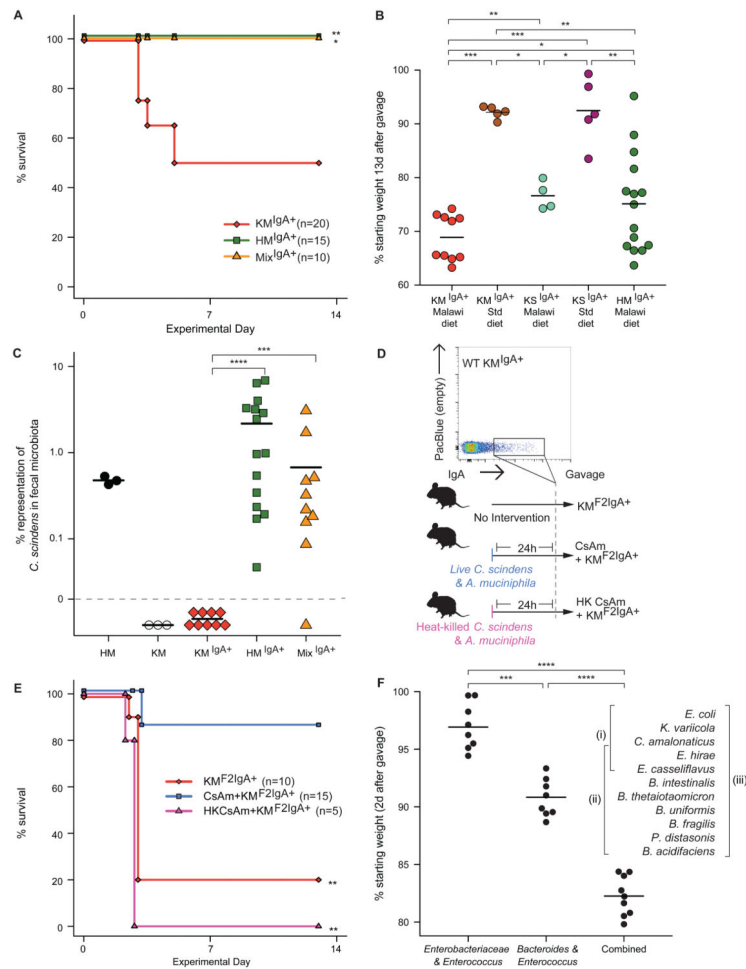 A
100
80
60
40
20
0
% survival
**
*
KM IgA+ (n=20)
HM IgA+ (n=15)
Mix IgA+ (n=10)
0 7 14
Experimental Day
B
**
**
***
*
*** * * **
100
90
80
70
60
% starting weight 13d after gavage
KM IgA+ KM IgA+ KS IgA+ KS IgA+ HM IgA+
Malawi Std Malawi Std Malawi
diet diet diet diet diet
C
***
****
10
1.0
0.1
0
% representation of
C. scindens in fecal microbiota
HM KM KM IgA+ HM IgA+ Mix IgA+
D
WT KM IgA+
PacBlue (empty)
IgA
Gavage
No Intervention
KM F2IgA+
24h
CsAm
+ KM F2IgA+
Live C. scindens
& A. muciniphila
24h
HK CsAm
+ KM F2IgA+
Heat-killed C. scindens
& A. muciniphila
E
100
80
60
40
20
0
% survival
KM F2IgA+ (n=10)
CsAm+KM F2IgA+ (n=15)
HKCsAm+KM F2IgA+ (n=5)
**
**
0 7 14
Experimental Day
F
****
*** ****
100
95
90
85
80
% starting weight (2d after gavage)
(i)
(ii)
(iii)
E. coli
K. variicola
C. amalonaticus
E. hirae
E. casseliflavus
B. intestinalis
B. thetaiotaomicron
B. uniformis
B. fragilis
P. distasonis
B. acidifaciens
Enterobacteriaceae Bacteroides & Combined
& Enterococcus Enterococcus